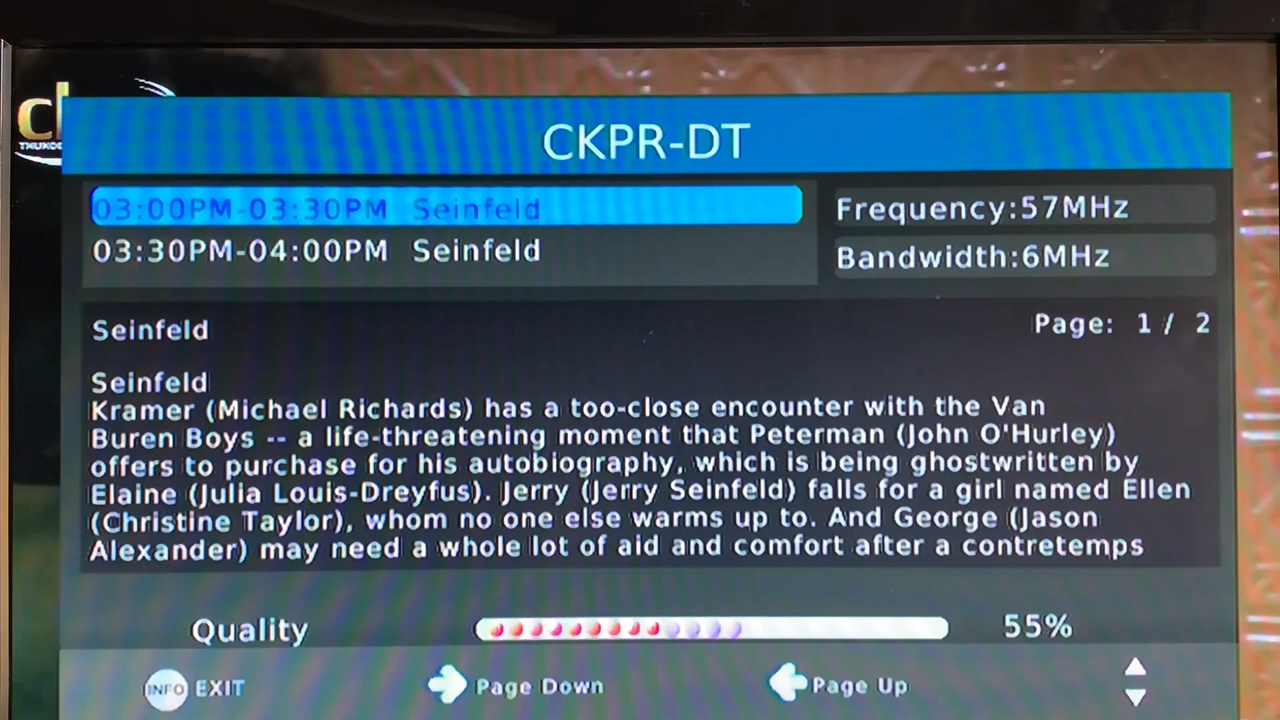 CKPR-DT
03:00PM-03:30PM Seinfeld
03:30PM-04:00PM Seinfeld
Frequency:57MHz
Bandwidth:6MHz
Seinfeld
Page: 1 / 2
Seinfeld
Kramer (Michael Richards) has a too-close encounter with the Van
Buren Boys -- a life-threatening moment that Peterman (John O'Hurley)
offers to purchase for his autobiography, which is being ghostwritten by
Elaine (Julia Louis-Dreyfus). Jerry (Jerry Seinfeld) falls for a girl named Ellen
(Christine Taylor), whom no one else warms up to. And George (Jason
Alexander) may need a whole lot of aid and comfort after a contretemps
Quality
55%
INFO EXIT
Page Down
Page Up